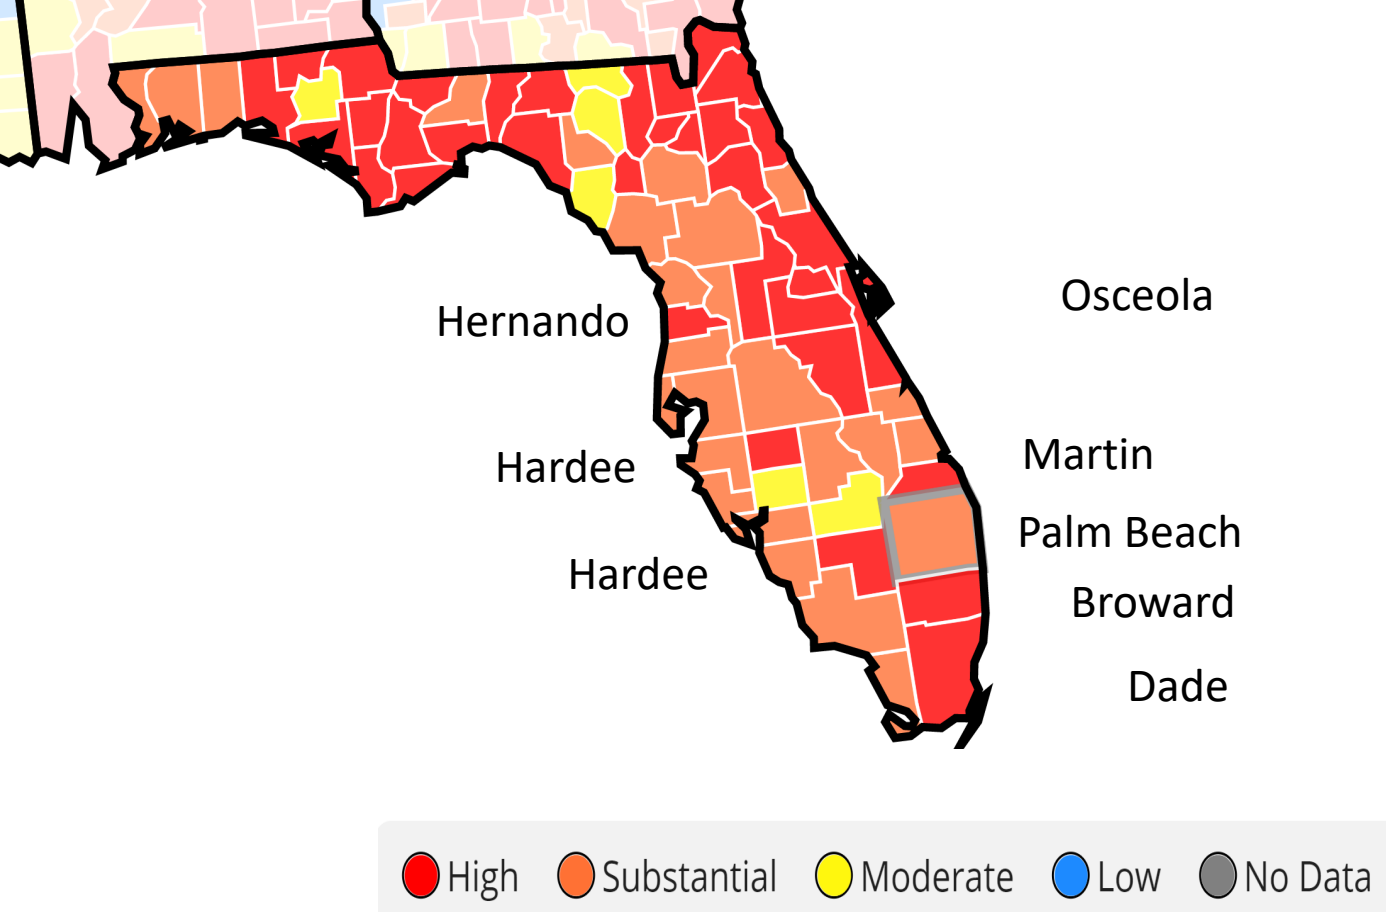 Osceola
Hernando
Martin
Hardee
Palm Beach
Hardee
Broward
Dade
High Substantial Moderate Low No Data